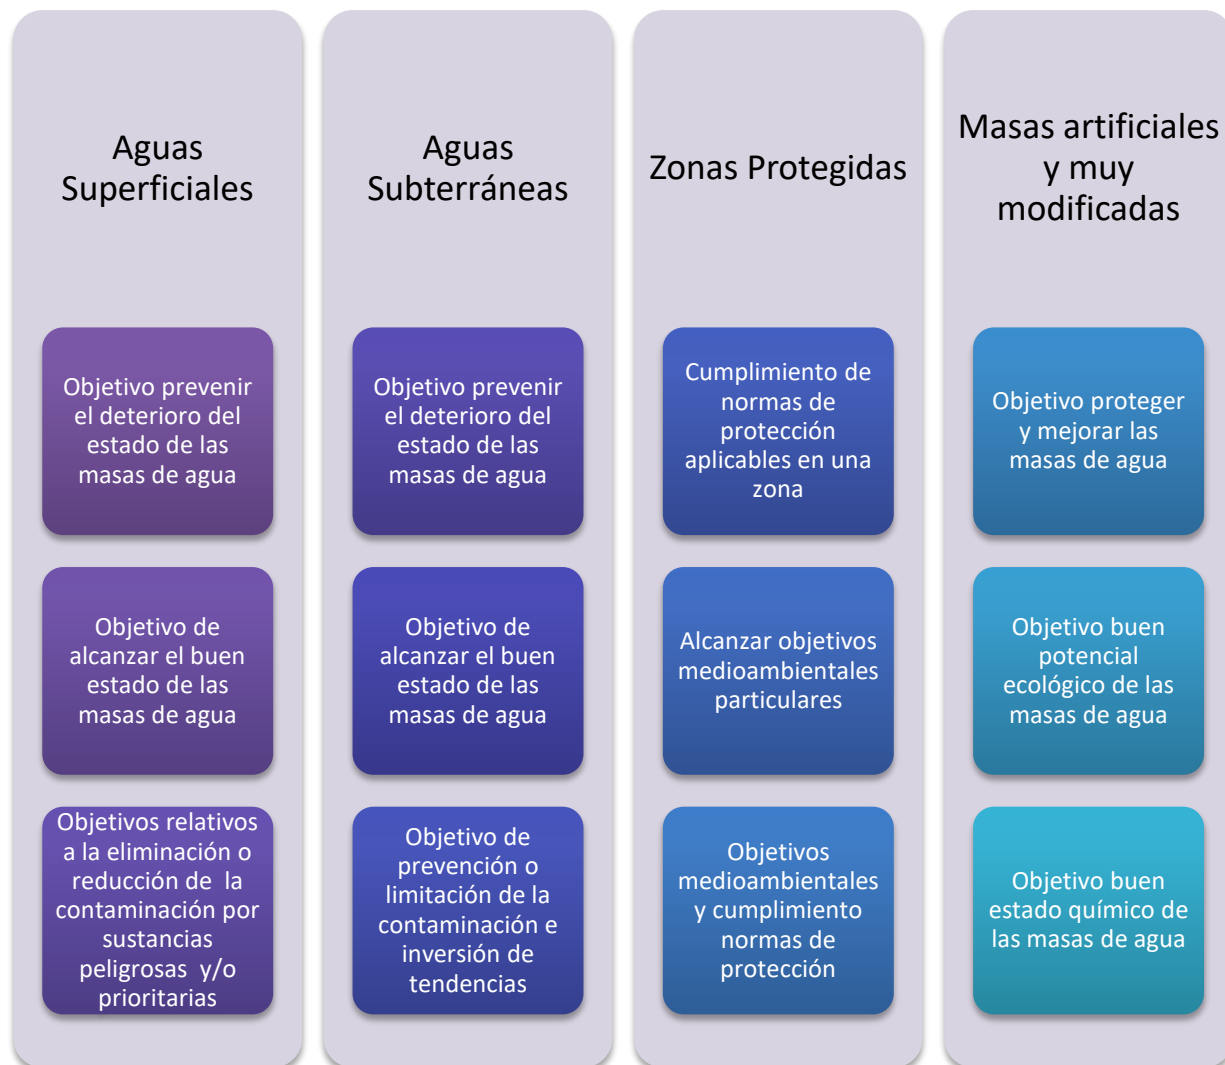 Aguas
Superficiales
Objetivo prevenir
el deterioro del
estado de las
masas de agua
Objetivo de
alcanzar el buen
estado de las
masas de agua
Objetivos relativos
a la eliminación o
reducción de  la
contaminación por
sustancias
peligrosas  y/o
prioritarias
Aguas
Subterráneas
Objetivo prevenir
el deterioro del
estado de las
masas de agua
Objetivo de
alcanzar el buen
estado de las
masas de agua
Objetivo de
prevención o
limitación de la
contaminación e
inversión de
tendencias
Zonas Protegidas
Cumplimiento de
normas de
protección
aplicables en una
zona
Alcanzar objetivos
medioambientales
particulares
Objetivos
medioambientales
y cumplimiento
normas de
protección
Masas artificiales
y muy
modificadas
Objetivo proteger
y mejorar las
masas de agua
Objetivo buen
potencial
ecológico de las
masas de agua
Objetivo buen
estado químico de
las masas de agua